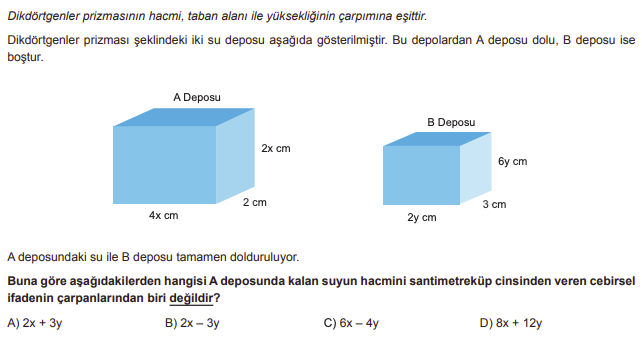 Dikdörtgenler prizmasının hacmi, taban alanı ile yüksekliğinin çarpımına eşittir.
Dikdörtgenler prizması şeklindeki iki su deposu aşağıda gösterilmiştir. Bu depolardan A deposu dolu, B deposu ise
boştur.
A Deposu
B Deposu
2x cm
6y cm
2 cm
3 cm
4x cm
2y cm
A deposundaki su ile B deposu tamamen dolduruluyor.
Buna göre aşağıdakilerden hangisi A deposunda kalan suyun hacmini santimetreküp cinsinden veren cebirsel
ifadenin çarpanlarından biri değildir?
A) 2x + 3y B) 2x – 3y C) 6x – 4y D) 8x + 12y